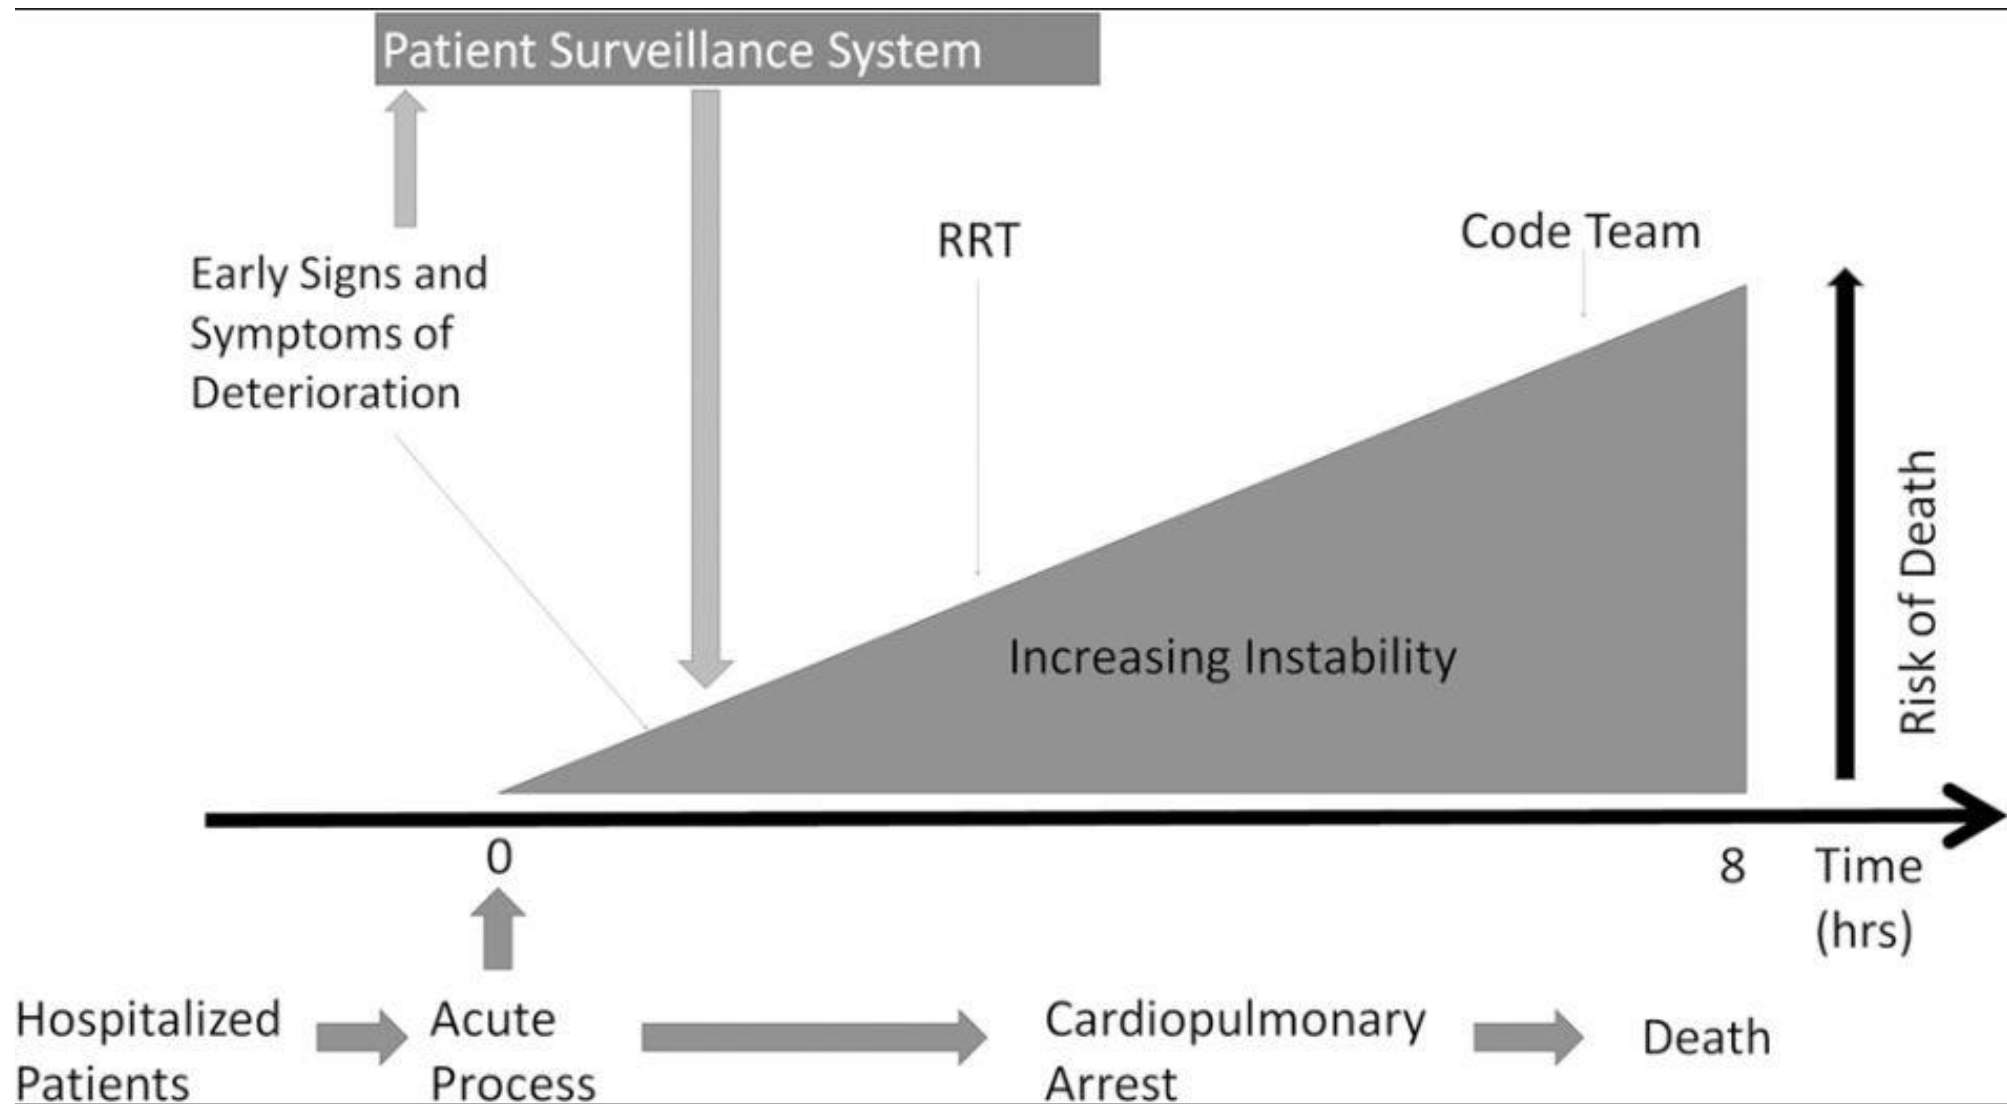 Patient Surveillance System
RRT
Code Team
Early Signs and
Symptoms of
Deterioration
Increasing Instability
Risk of Death
0
8
Time
(hrs)
Hospitalized
Patients
Acute
Process
Cardiopulmonary
Arrest
Death